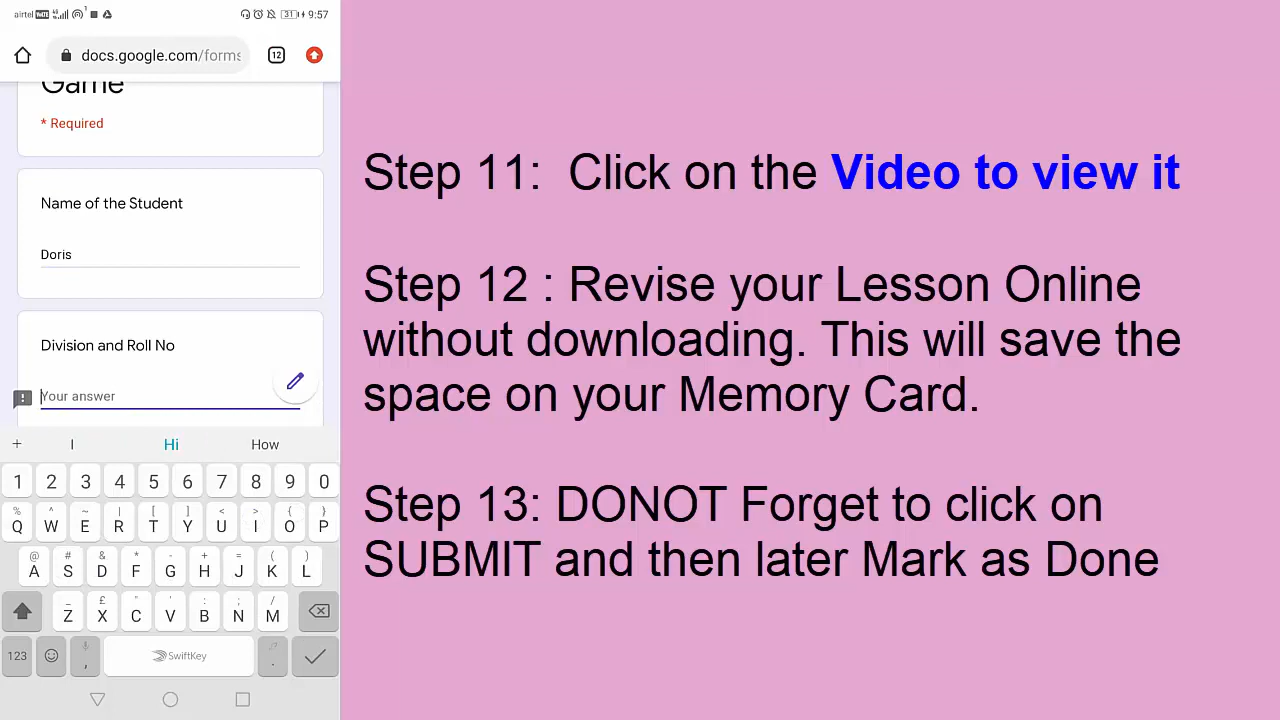 airtel VoLTE 4G 31 9:57
docs.google.com/forms 12
Game
* Required
Name of the Student
Doris
Division and Roll No
Your answer
+ I Hi How
1 2 3 4 5 6 7 8 9 0
% ^ ~ | [ ] < > { }
Q W E R T Y U I O P
@ # & * - + = ( )
A S D F G H J K L
_ £ " ' : ; /
Z X C V B N M
123 , SwiftKey .
Step 11: Click on the Video to view it
Step 12 : Revise your Lesson Online
without downloading. This will save the
space on your Memory Card.
Step 13: DONOT Forget to click on
SUBMIT and then later Mark as Done